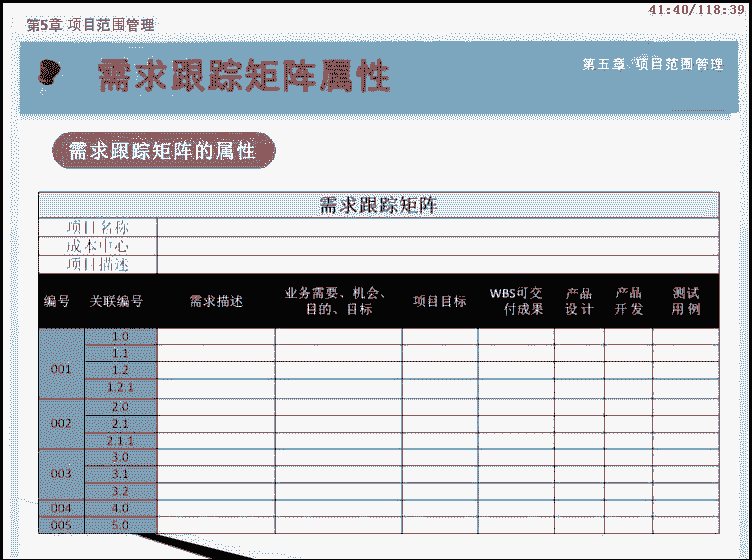 41:40/118:39
第5章 项目范围管理
需求跟踪矩阵属性
第五章 项目范围管理
需求跟踪矩阵的属性
需求跟踪矩阵
项目名称
成本中心
项目描述
编号 关联编号 需求描述 业务需要、机会、目的、目标 项目目标 WBS可交付成果 产品设计 产品开发 测试用例
001
1.0
1.1
1.2
1.2.1
002
2.0
2.1
2.1.1
003
3.0
3.1
3.2
004 4.0
005 5.0